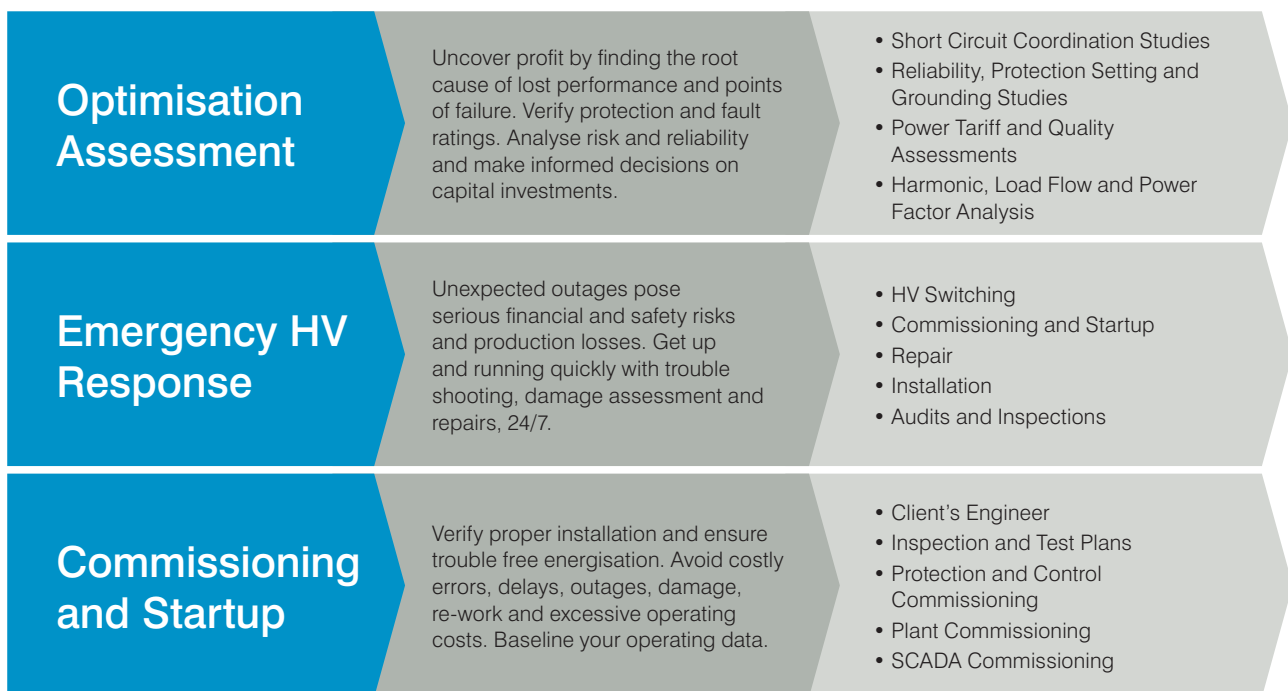 Optimisation
Assessment
Uncover profit by finding the root
cause of lost performance and points
of failure. Verify protection and fault
ratings. Analyse risk and reliability
and make informed decisions on
capital investments.
• Short Circuit Coordination Studies
• Reliability, Protection Setting and
Grounding Studies
• Power Tariff and Quality
Assessments
• Harmonic, Load Flow and Power
Factor Analysis
Emergency HV
Response
Unexpected outages pose
serious financial and safety risks
and production losses. Get up
and running quickly with trouble
shooting, damage assessment and
repairs, 24/7.
• HV Switching
• Commissioning and Startup
• Repair
• Installation
• Audits and Inspections
Commissioning
and Startup
Verify proper installation and ensure
trouble free energisation. Avoid costly
errors, delays, outages, damage,
re-work and excessive operating
costs. Baseline your operating data.
• Client’s Engineer
• Inspection and Test Plans
• Protection and Control
Commissioning
• Plant Commissioning
• SCADA Commissioning